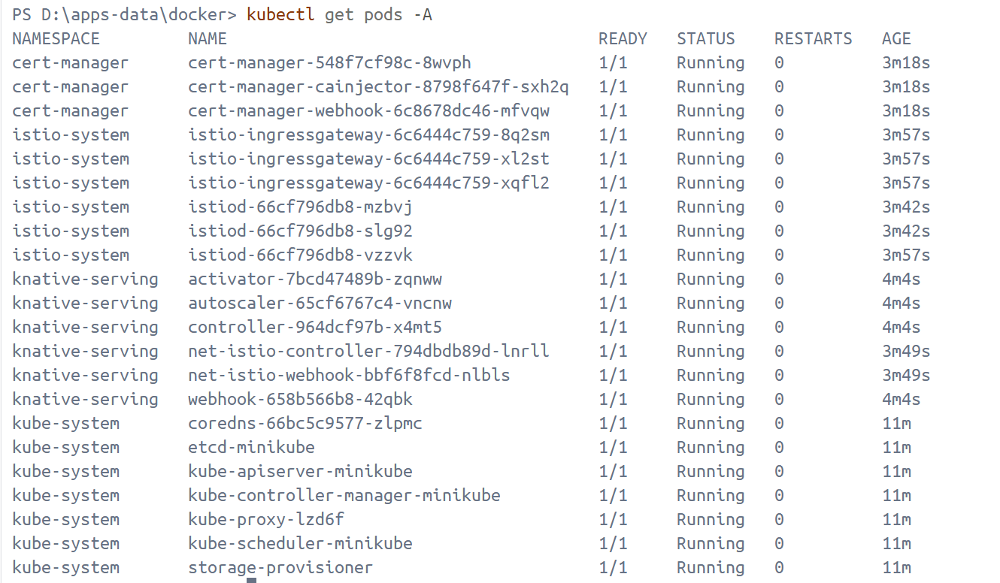 PS D:\apps-data\docker> kubectl get pods -A
NAMESPACE NAME READY STATUS RESTARTS AGE
cert-manager cert-manager-548f7cf98c-8wvph 1/1 Running 0 3m18s
cert-manager cert-manager-cainjector-8798f647f-sxh2q 1/1 Running 0 3m18s
cert-manager cert-manager-webhook-6c8678dc46-mfvqw 1/1 Running 0 3m18s
istio-system istio-ingressgateway-6c6444c759-8q2sm 1/1 Running 0 3m57s
istio-system istio-ingressgateway-6c6444c759-xl2st 1/1 Running 0 3m57s
istio-system istio-ingressgateway-6c6444c759-xqfl2 1/1 Running 0 3m57s
istio-system istiod-66cf796db8-mzbvj 1/1 Running 0 3m42s
istio-system istiod-66cf796db8-slg92 1/1 Running 0 3m42s
istio-system istiod-66cf796db8-vzzvk 1/1 Running 0 3m57s
knative-serving activator-7bcd47489b-zqnww 1/1 Running 0 4m4s
knative-serving autoscaler-65cf6767c4-vncnw 1/1 Running 0 4m4s
knative-serving controller-964dcf97b-x4mt5 1/1 Running 0 4m4s
knative-serving net-istio-controller-794dbdb89d-lnrll 1/1 Running 0 3m49s
knative-serving net-istio-webhook-bbf6f8fcd-nlbls 1/1 Running 0 3m49s
knative-serving webhook-658b566b8-42qbk 1/1 Running 0 4m4s
kube-system coredns-66bc5c9577-zlpmc 1/1 Running 0 11m
kube-system etcd-minikube 1/1 Running 0 11m
kube-system kube-apiserver-minikube 1/1 Running 0 11m
kube-system kube-controller-manager-minikube 1/1 Running 0 11m
kube-system kube-proxy-lzd6f 1/1 Running 0 11m
kube-system kube-scheduler-minikube 1/1 Running 0 11m
kube-system storage-provisioner 1/1 Running 0 11m